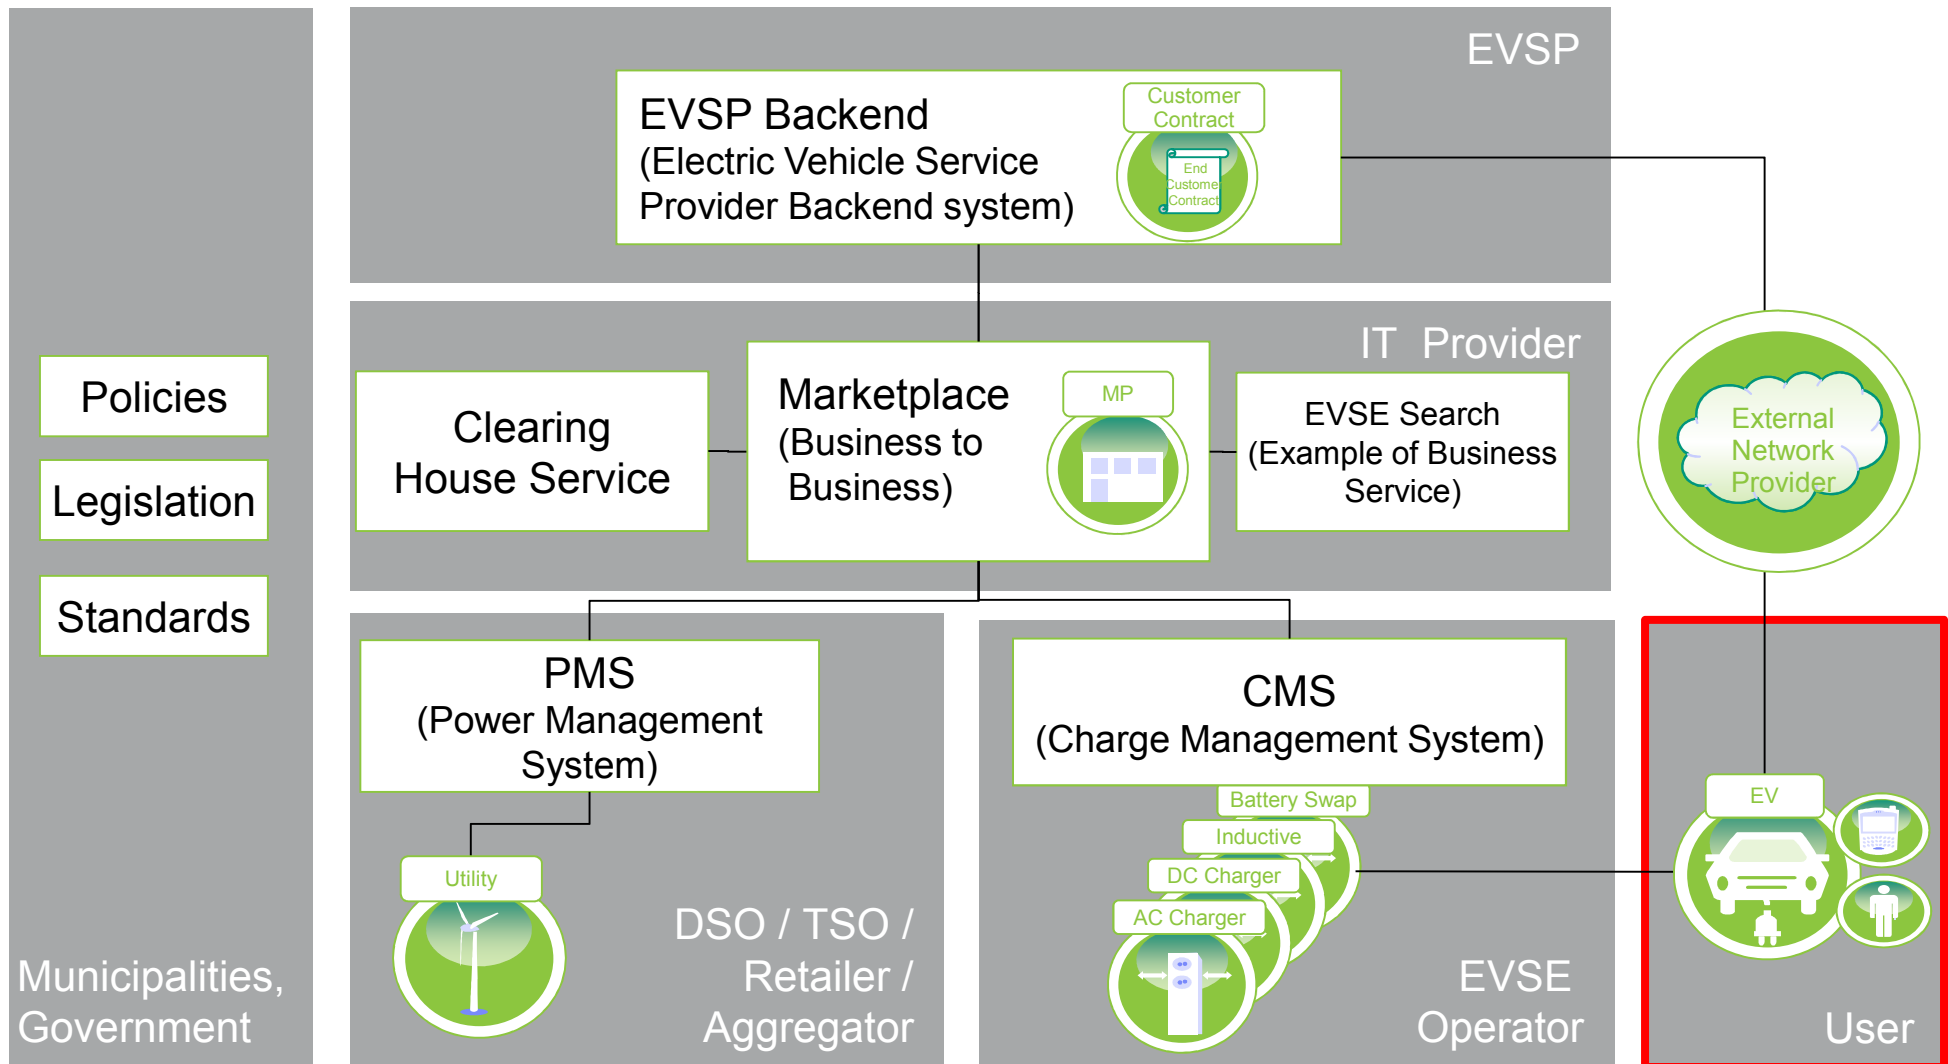 EVSP
EVSP Backend
(Electric Vehicle Service
Provider Backend system)
Customer
Contract
End
Customer
Contract
IT Provider
Policies
Legislation
Standards
Clearing
House Service
Marketplace
(Business to
Business)
MP
EVSE Search
(Example of Business
Service)
External
Network
Provider
PMS
(Power Management
System)
CMS
(Charge Management System)
Battery Swap
Inductive
DC Charger
AC Charger
EV
Utility
DSO / TSO /
Retailer /
Aggregator
EVSE
Operator
User
Municipalities,
Government